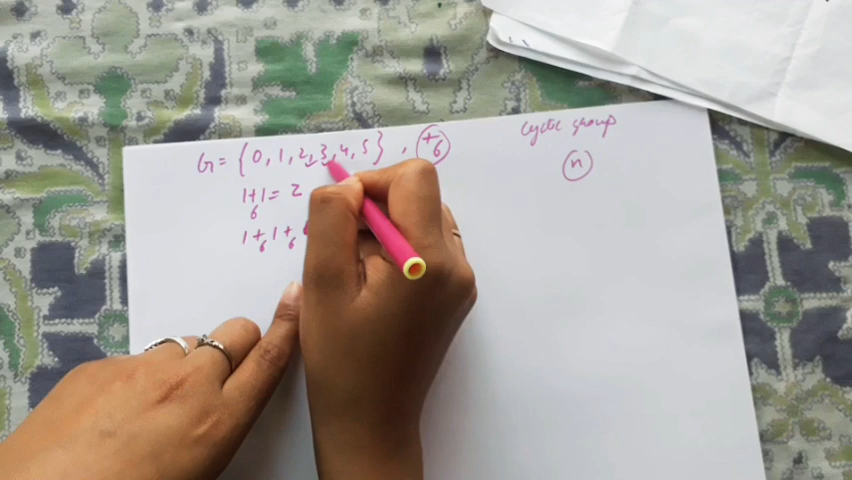 G = {0, 1, 2, 3, 4, 5}, +6
cyclic group
n
1 +6 1 = 2
1 +6 1 +6